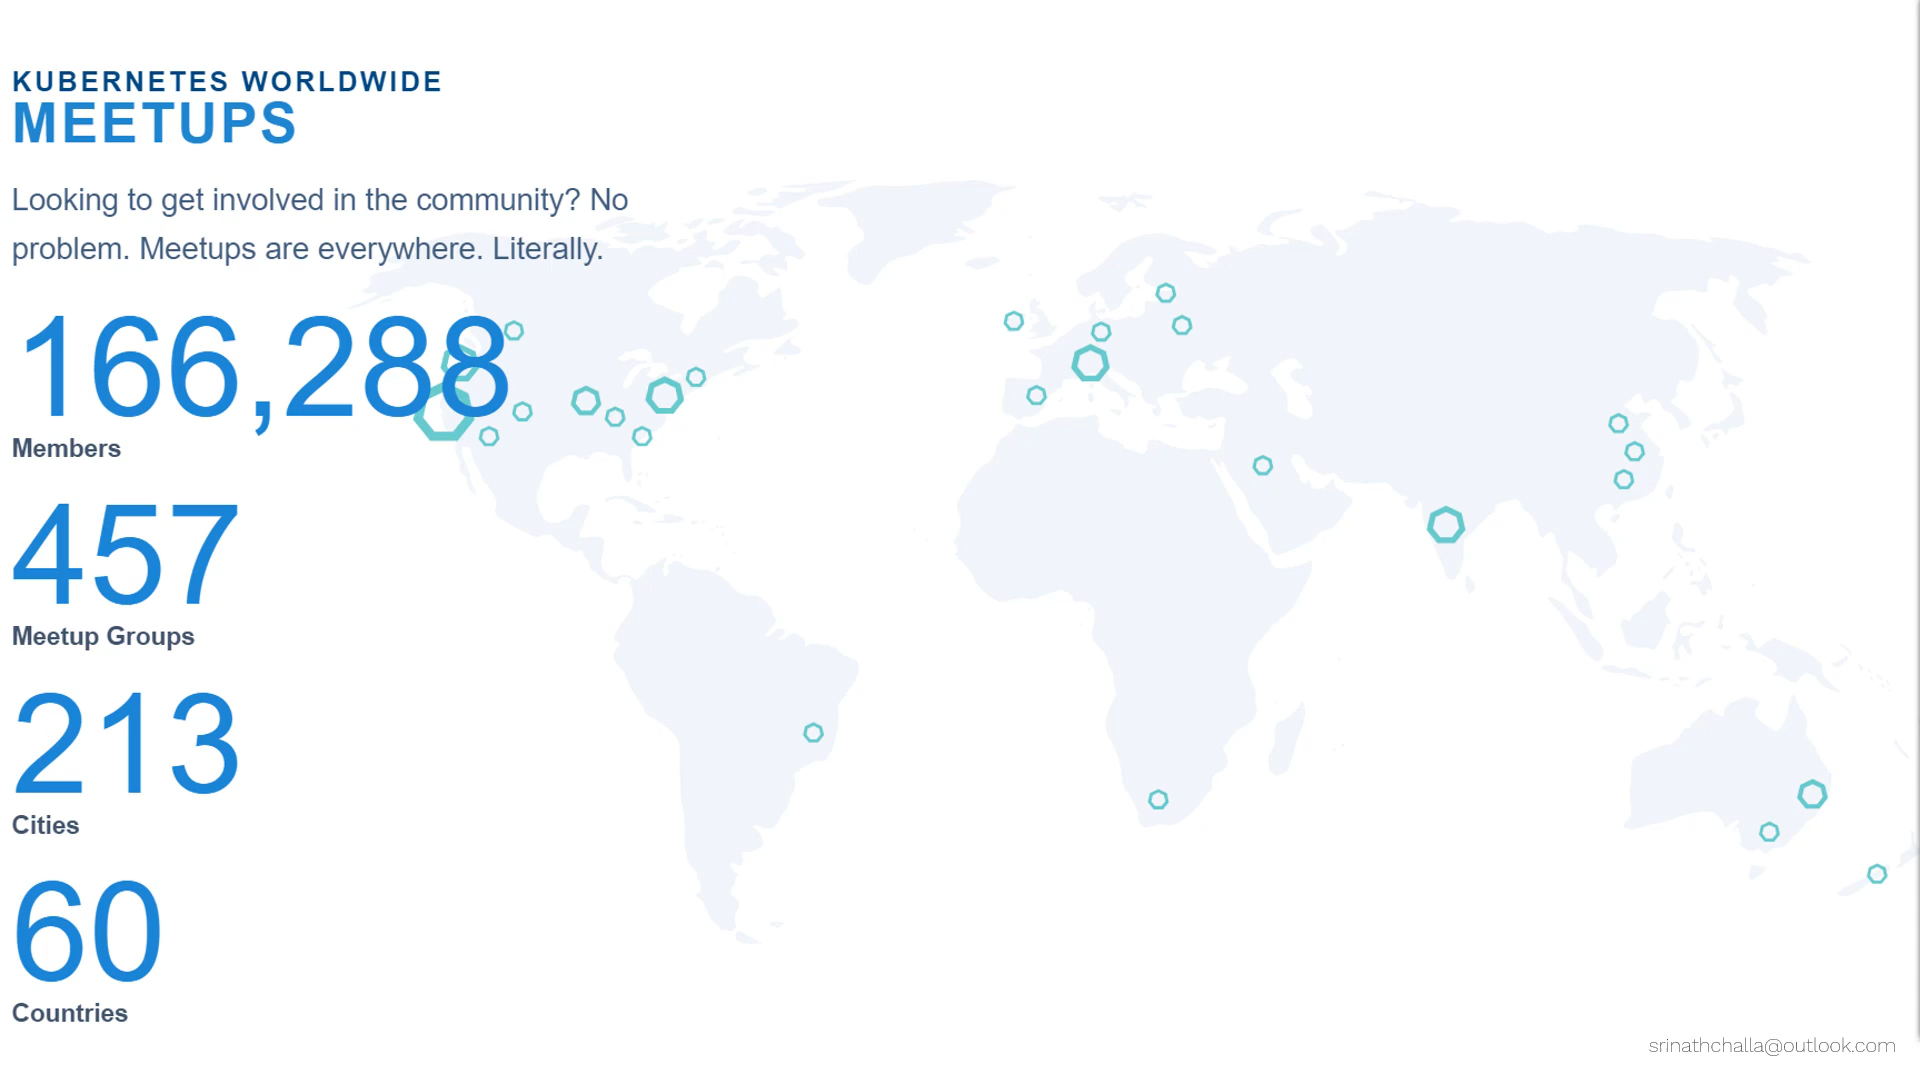 KUBERNETES WORLDWIDE
MEETUPS
Looking to get involved in the community? No
problem. Meetups are everywhere. Literally.
166,288
Members
457
Meetup Groups
213
Cities
60
Countries
srinathchalla@outlook.com